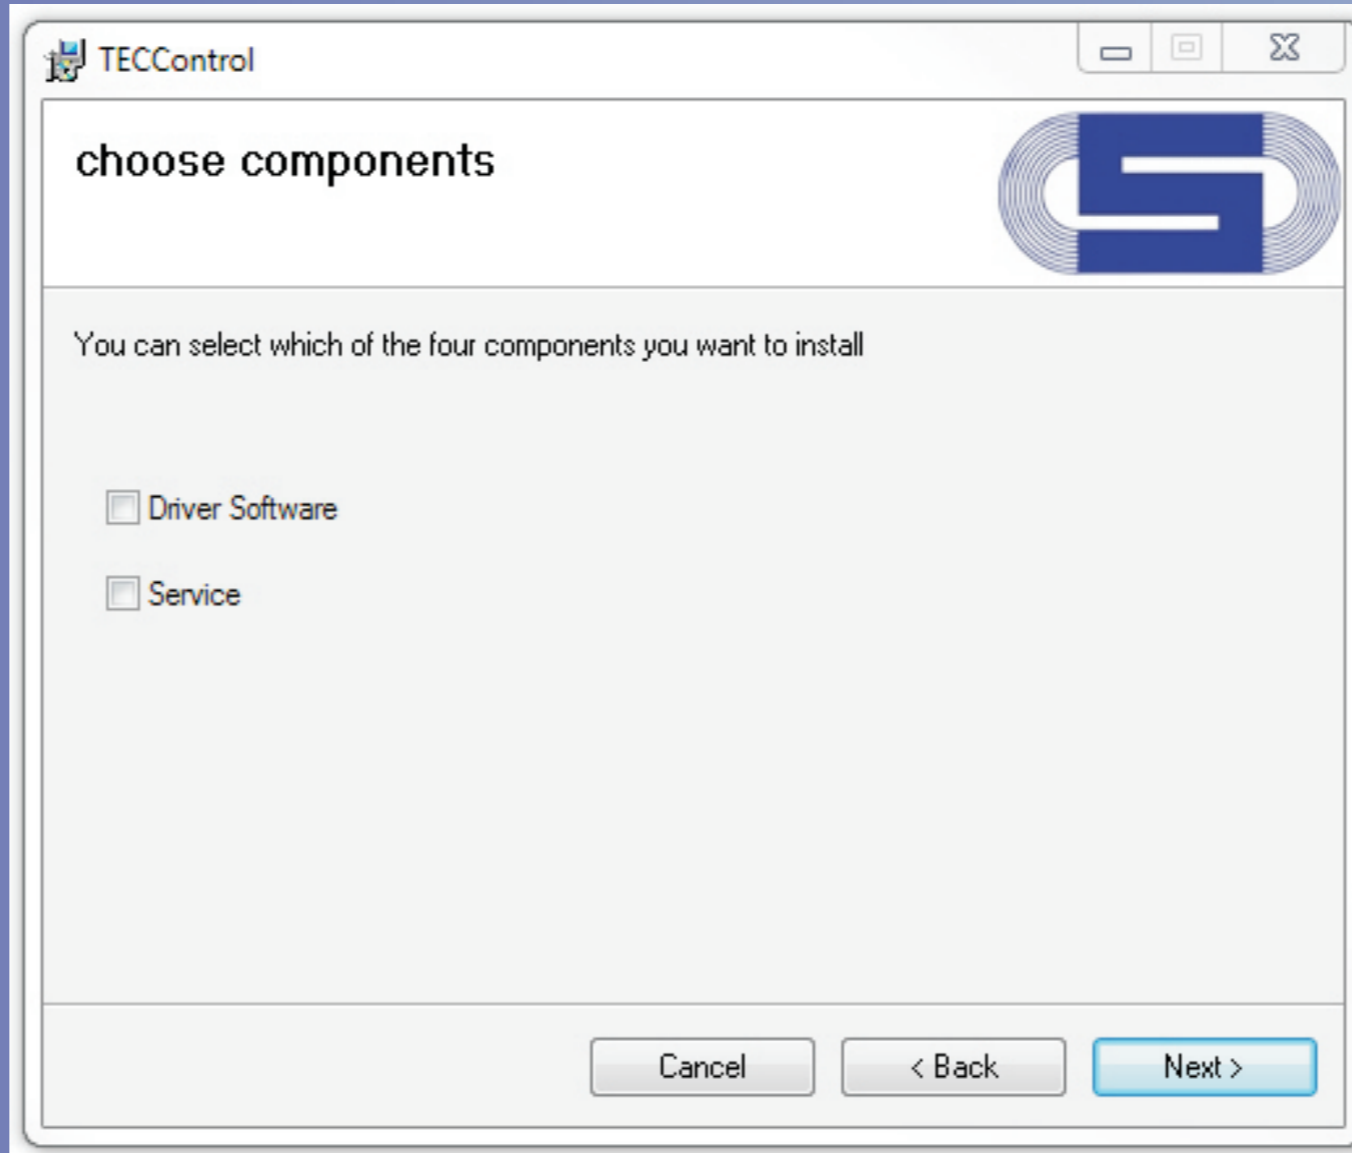 TECControl
choose components
You can select which of the four components you want to install
Driver Software
Service
Cancel
< Back
Next >